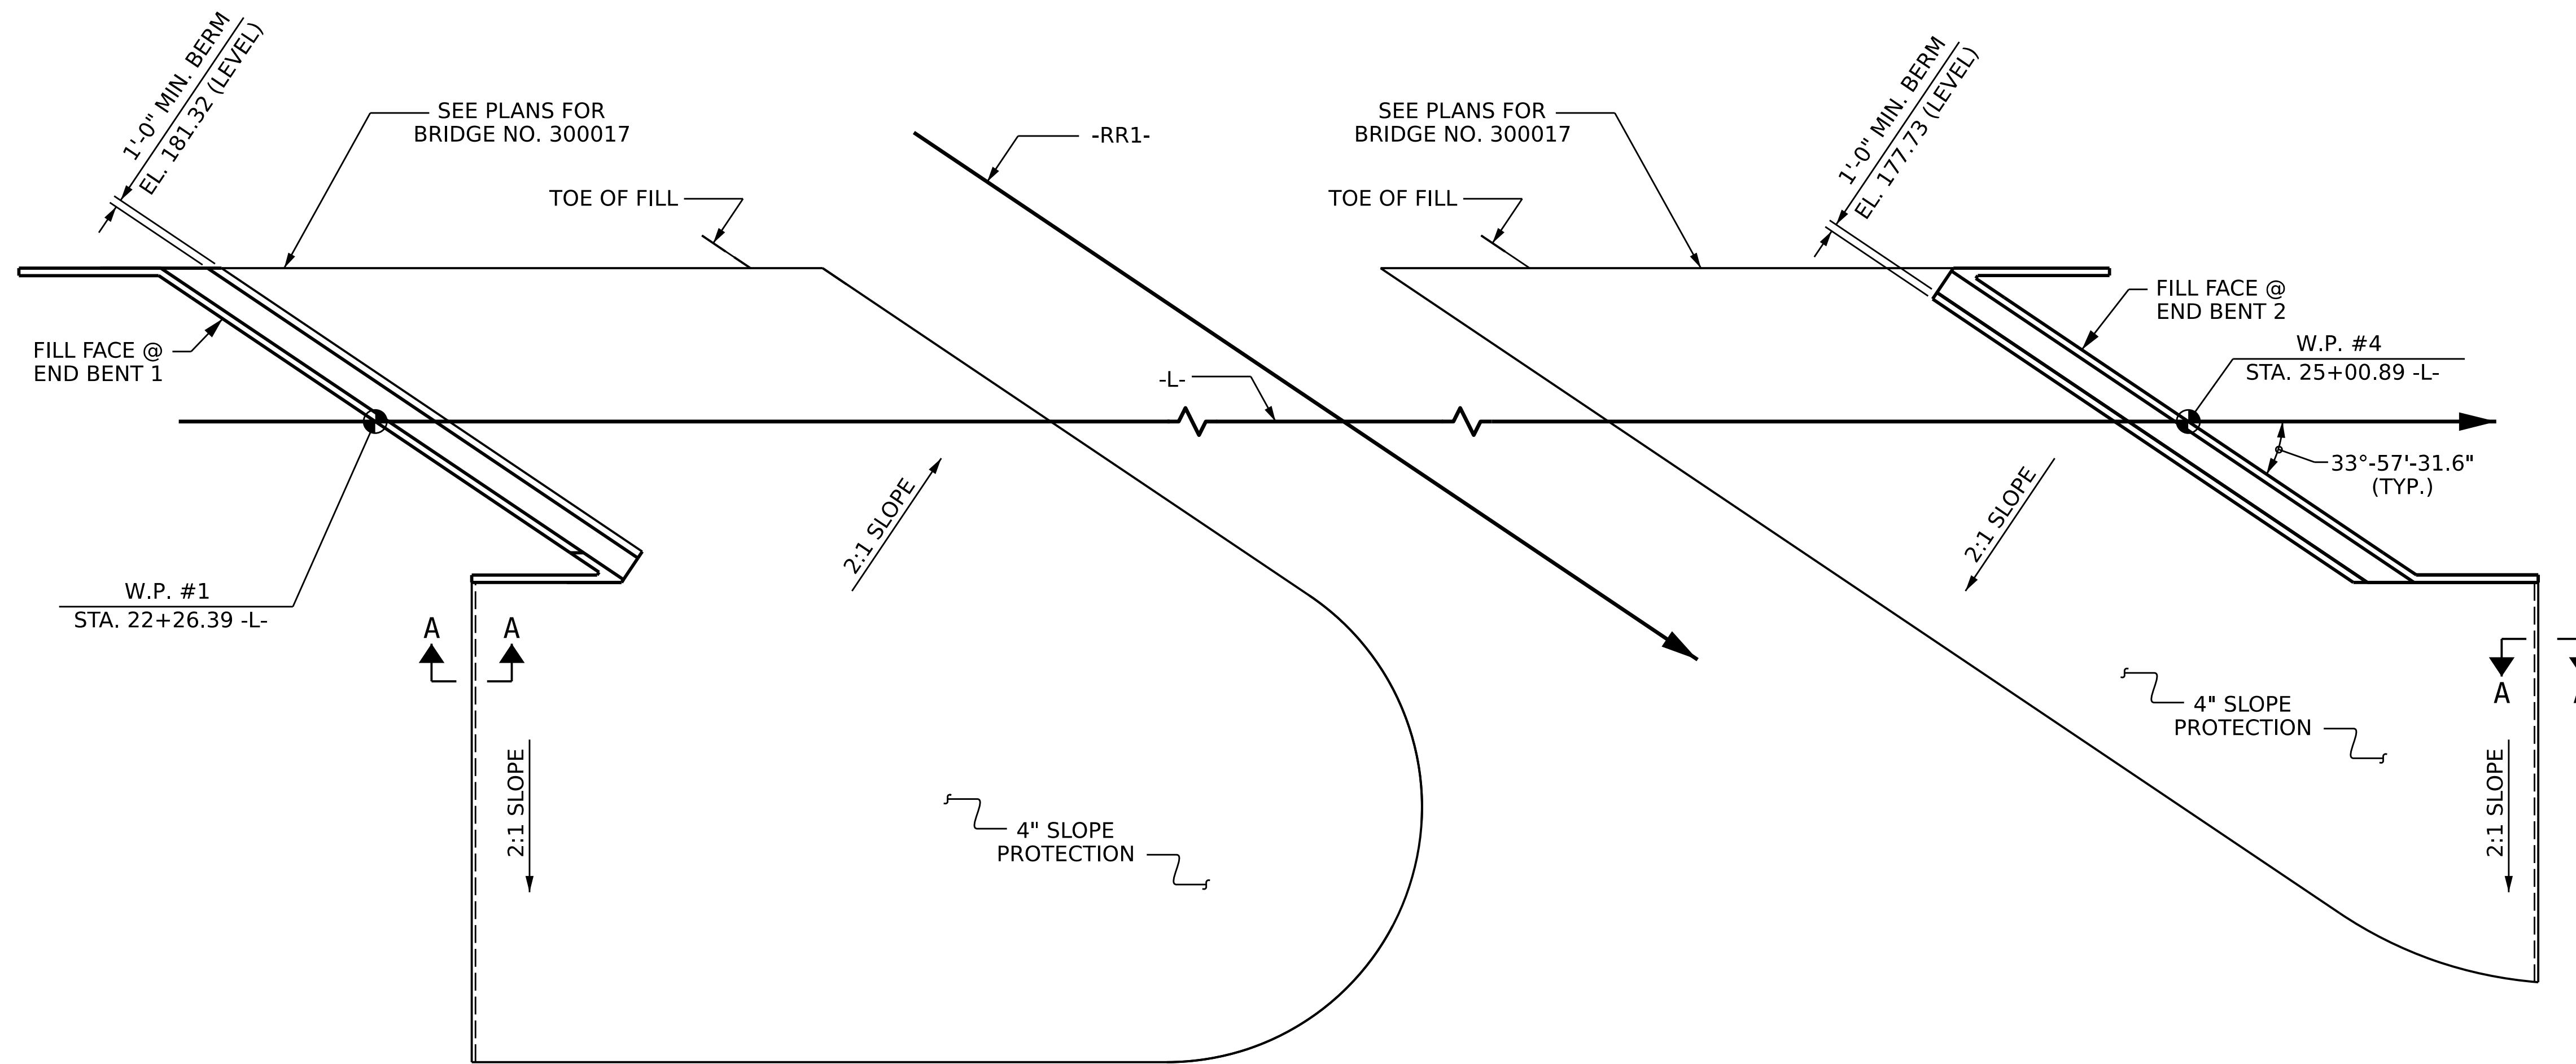 1'-0" MIN. BERM
EL. 181.32 (LEVEL)
SEE PLANS FOR
BRIDGE NO. 300017
TOE OF FILL
-RR1-
SEE PLANS FOR
BRIDGE NO. 300017
TOE OF FILL
1'-0" MIN. BERM
EL. 177.73 (LEVEL)
FILL FACE @
END BENT 2
W.P. #4
STA. 25+00.89 -L-
FILL FACE @
END BENT 1
-L-
33°-57'-31.6"
(TYP.)
2:1 SLOPE
2:1 SLOPE
W.P. #1
STA. 22+26.39 -L-
A
A
4" SLOPE
PROTECTION
A
2:1 SLOPE
4" SLOPE
PROTECTION
2:1 SLOPE